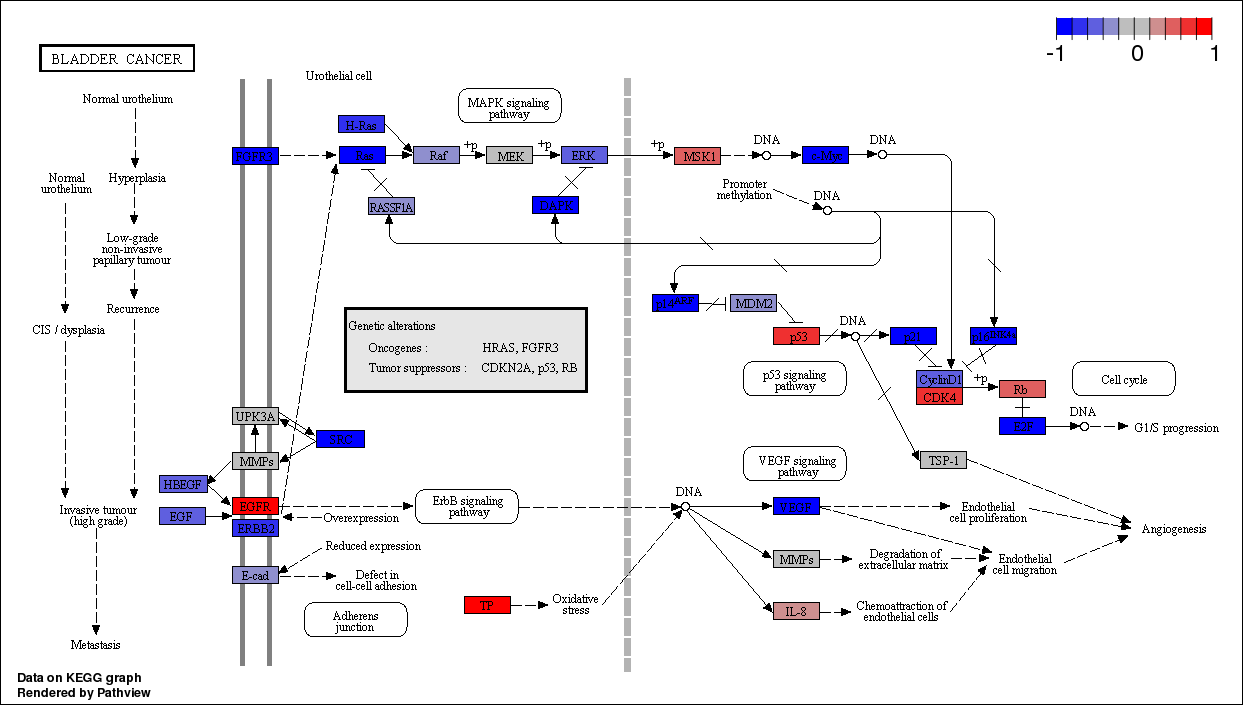 -1 0 1
BLADDER CANCER
Urothelial cell
Normal urothelium
MAPK signaling
pathway
H-Ras
FGFR3
Ras
Raf
+p
MEK
+p
ERK
+p
MSK1
DNA
c-Myc
DNA
Normal
urothelium
Hyperplasia
Promoter
methylation
DNA
RASSF1A
DAPK
Low-grade
non-invasive
papillary tumour
Recurrence
CIS / dysplasia
p14ARF
MDM2
p53
DNA
p21
p16INK4a
Genetic alterations
Oncogenes : HRAS, FGFR3
Tumor suppressors : CDKN2A, p53, RB
p53 signaling
pathway
CyclinD1
CDK4
+p
Rb
Cell cycle
UPK3A
SRC
E2F
DNA
G1/S progression
MMPs
TSP-1
VEGF signaling
pathway
HBEGF
EGFR
EGF
ERBB2
Overexpression
ErbB signaling
pathway
DNA
VEGF
Endothelial
cell proliferation
Angiogenesis
Invasive tumour
(high grade)
Reduced expression
E-cad
Defect in
cell-cell adhesion
MMPs
Degradation of
extracellular matrix
Endothelial
cell migration
Adherens
junction
TP
Oxidative
stress
IL-8
Chemoattraction of
endothelial cells
Metastasis
Data on KEGG graph
Rendered by Pathview